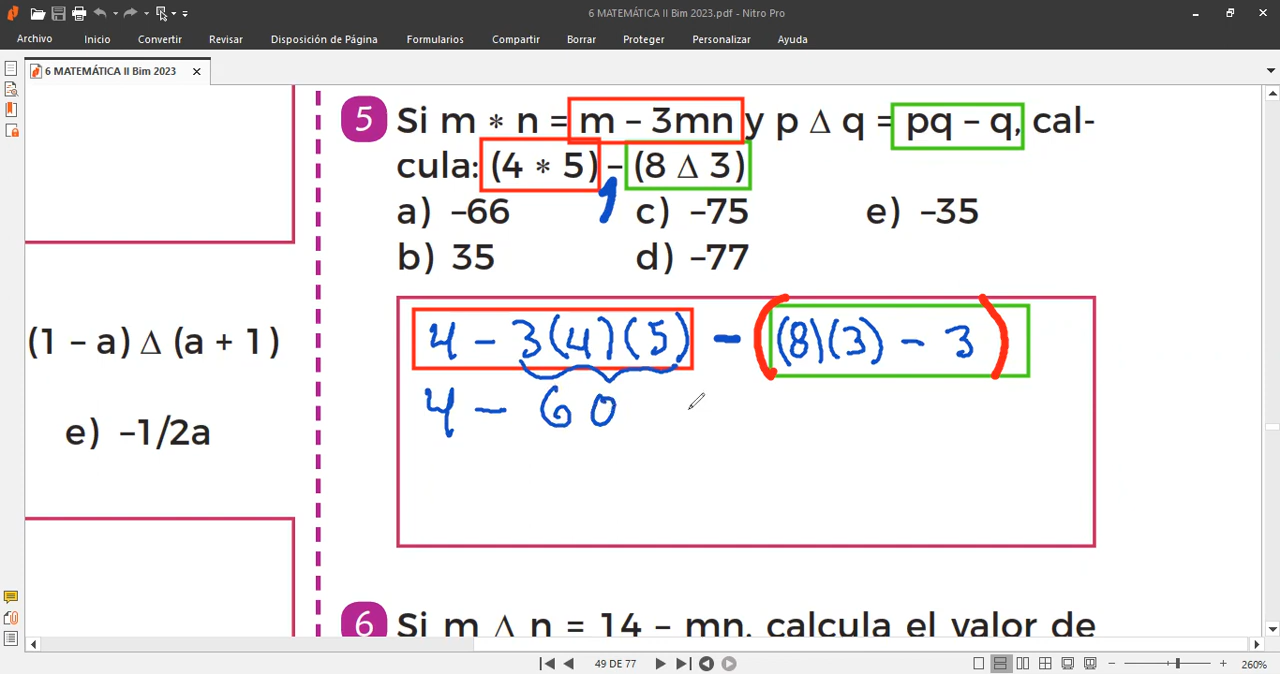 6 MATEMÁTICA II Bim 2023.pdf - Nitro Pro
Archivo Inicio Convertir Revisar Disposición de Página Formularios Compartir Borrar Proteger Personalizar Ayuda
6 MATEMÁTICA II Bim 2023 ×
(1 – a) ∆ (a + 1)
e) –1/2a
5 Si m * n = m – 3mn y p ∆ q = pq – q, cal-
cula: (4 * 5) – (8 ∆ 3)
a) –66 c) –75 e) –35
b) 35 d) –77
4 – 3(4)(5) – ((8)(3) – 3)
4 – 60
6 Si m ∆ n = 14 – mn, calcula el valor de
49 DE 77
260%